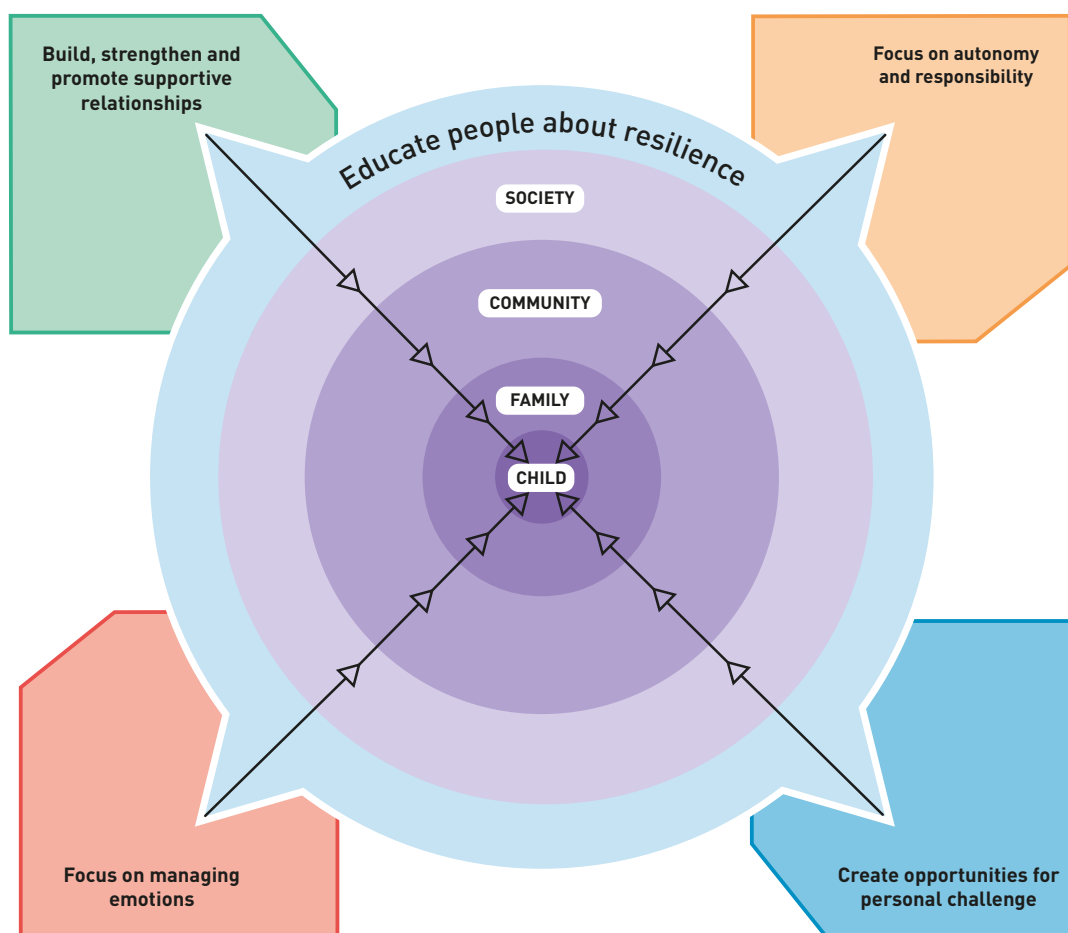 Build, strengthen and
promote supportive
relationships
Focus on autonomy
and responsibility
Educate people about resilience
SOCIETY
COMMUNITY
FAMILY
CHILD
Focus on managing
emotions
Create opportunities for
personal challenge